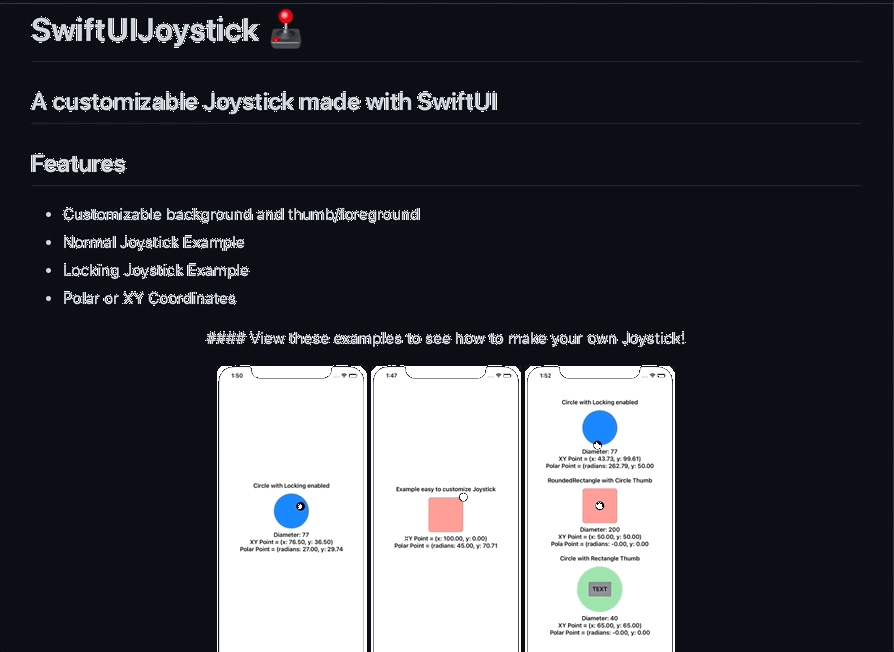 SwiftUIJoystick
A customizable Joystick made with SwiftUI
Features
Customizable background and thumb/foreground
Normal Joystick Example
Locking Joystick Example
Polar or XY Coordinates
#### View these examples to see how to make your own Joystick!
1:50
Circle with Locking enabled
Diameter: 77
XY Point = (x: 76.50, y: 36.50)
Polar Point = (radians: 27.00, y: 29.74
1:47
Example easy to customize Joystick
XY Point = (x: 100.00, y: 0.00)
Polar Point = (radians: 45.00, y: 70.71
1:52
Circle with Locking enabled
Diameter: 77
XY Point = (x: 43.73, y: 99.61)
Polar Point = (radians: 262.79, y: 50.00
RoundedRectangle with Circle Thumb
Diameter: 200
XY Point = (x: 50.00, y: 50.00)
Pola Point = (radians: -0.00, y: 0.00
Circle with Rectangle Thumb
TEXT
Diameter: 40
XY Point = (x: 65.00, y: 65.00)
Polar Point = (radians: -0.00, y: 0.00